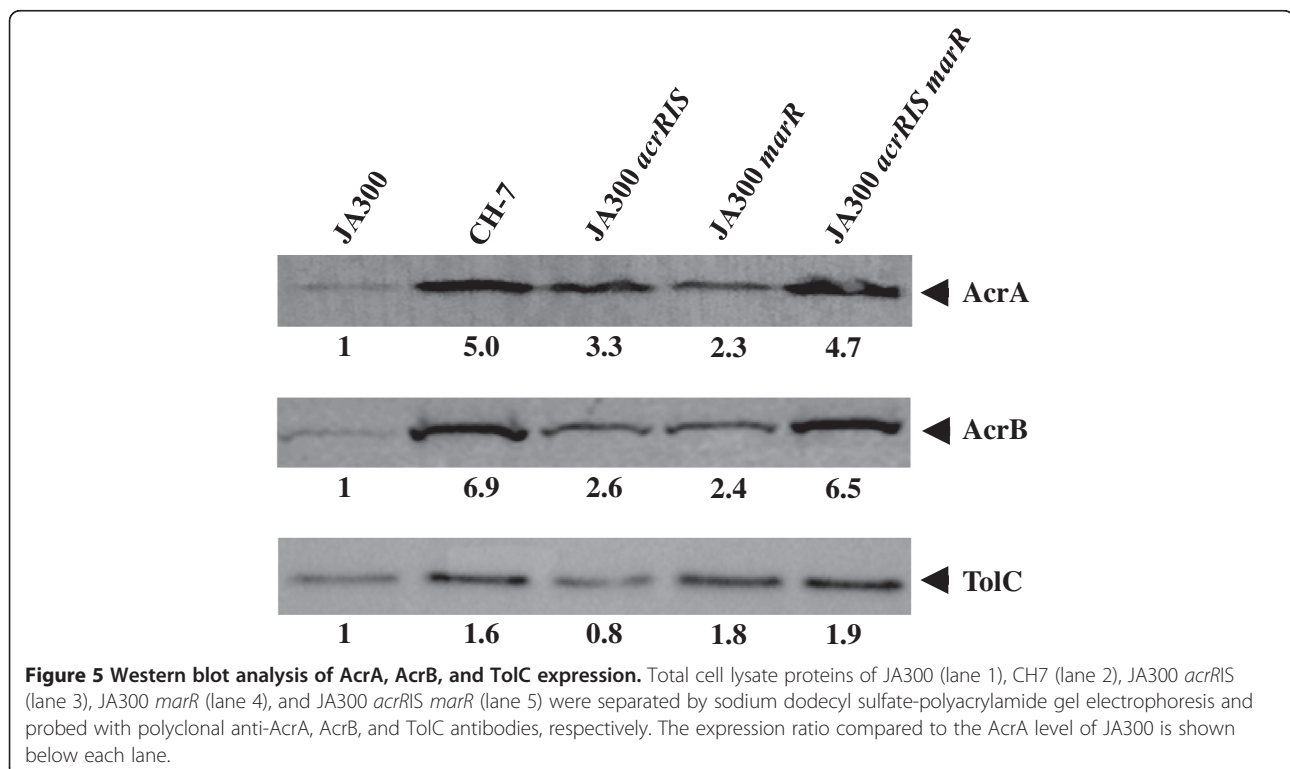 JA300
CH-7
JA300 acrRIS
JA300 marR
JA300 acrRIS marR
AcrA
1 5.0 3.3 2.3 4.7
AcrB
1 6.9 2.6 2.4 6.5
TolC
1 1.6 0.8 1.8 1.9
Figure 5 Western blot analysis of AcrA, AcrB, and TolC expression. Total cell lysate proteins of JA300 (lane 1), CH7 (lane 2), JA300 acrRIS
(lane 3), JA300 marR (lane 4), and JA300 acrRIS marR (lane 5) were separated by sodium dodecyl sulfate-polyacrylamide gel electrophoresis and
probed with polyclonal anti-AcrA, AcrB, and TolC antibodies, respectively. The expression ratio compared to the AcrA level of JA300 is shown
below each lane.